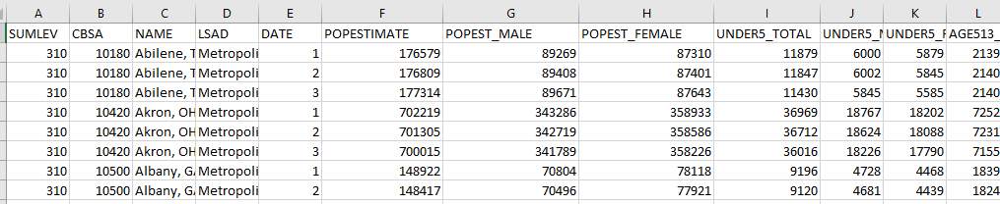 A B C D E F G H I J K L
SUMLEV CBSA NAME LSAD DATE POPESTIMATE POPEST_MALE POPEST_FEMALE UNDER5_TOTAL UNDER5_ UNDER5_F AGE513_
310 10180 Abilene, T Metropoli 1 176579 89269 87310 11879 6000 5879 2139
310 10180 Abilene, T Metropoli 2 176809 89408 87401 11847 6002 5845 2140
310 10180 Abilene, T Metropoli 3 177314 89671 87643 11430 5845 5585 2140
310 10420 Akron, OH Metropoli 1 702219 343286 358933 36969 18767 18202 7252
310 10420 Akron, OH Metropoli 2 701305 342719 358586 36712 18624 18088 7231
310 10420 Akron, OH Metropoli 3 700015 341789 358226 36016 18226 17790 7155
310 10500 Albany, GA Metropoli 1 148922 70804 78118 9196 4728 4468 1839
310 10500 Albany, GA Metropoli 2 148417 70496 77921 9120 4681 4439 1824